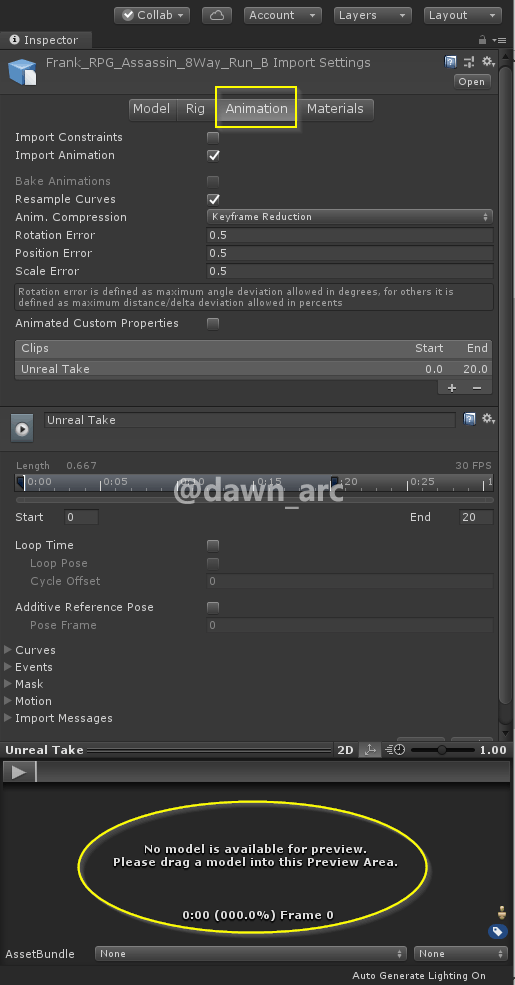 Collab
Account
Layers
Layout
Inspector
Frank_RPG_Assassin_8Way_Run_B Import Settings
Open
Model Rig Animation Materials
Import Constraints
Import Animation
Bake Animations
Resample Curves
Anim. Compression Keyframe Reduction
Rotation Error 0.5
Position Error 0.5
Scale Error 0.5
Rotation error is defined as maximum angle deviation allowed in degrees, for others it is
defined as maximum distance/delta deviation allowed in percents
Animated Custom Properties
Clips Start End
Unreal Take 0.0 20.0
+ −
Unreal Take
Length 0.667 30 FPS
0:00 0:05 0:10 0:15 0:20 0:25 1
@dawn_arc
Start 0 End 20
Loop Time
Loop Pose
Cycle Offset 0
Additive Reference Pose
Pose Frame 0
Curves
Events
Mask
Motion
Import Messages
Unreal Take 2D 1.00
No model is available for preview.
Please drag a model into this Preview Area.
0:00 (000.0%) Frame 0
AssetBundle None None
Auto Generate Lighting On